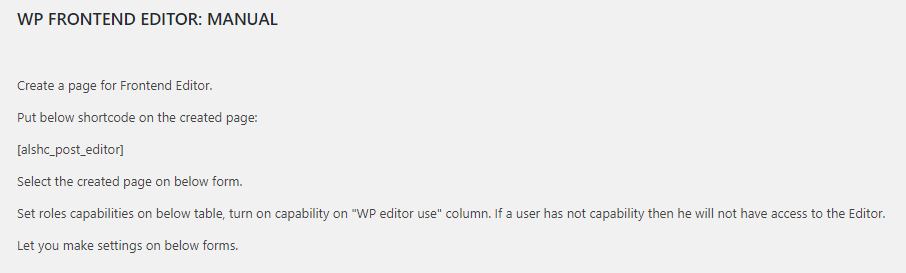 WP FRONTEND EDITOR: MANUAL
Create a page for Frontend Editor.
Put below shortcode on the created page:
[alshc_post_editor]
Select the created page on below form.
Set roles capabilities on below table, turn on capability on "WP editor use" column. If a user has not capability then he will not have access to the Editor.
Let you make settings on below forms.